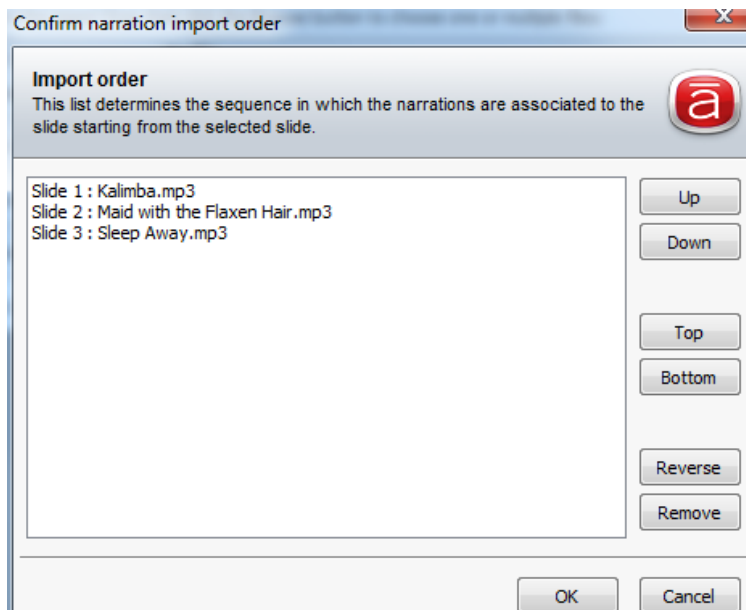 Confirm narration import order
Import order
This list determines the sequence in which the narrations are associated to the
slide starting from the selected slide.
ā
Slide 1 : Kalimba.mp3
Slide 2 : Maid with the Flaxen Hair.mp3
Slide 3 : Sleep Away.mp3
Up
Down
Top
Bottom
Reverse
Remove
OK
Cancel